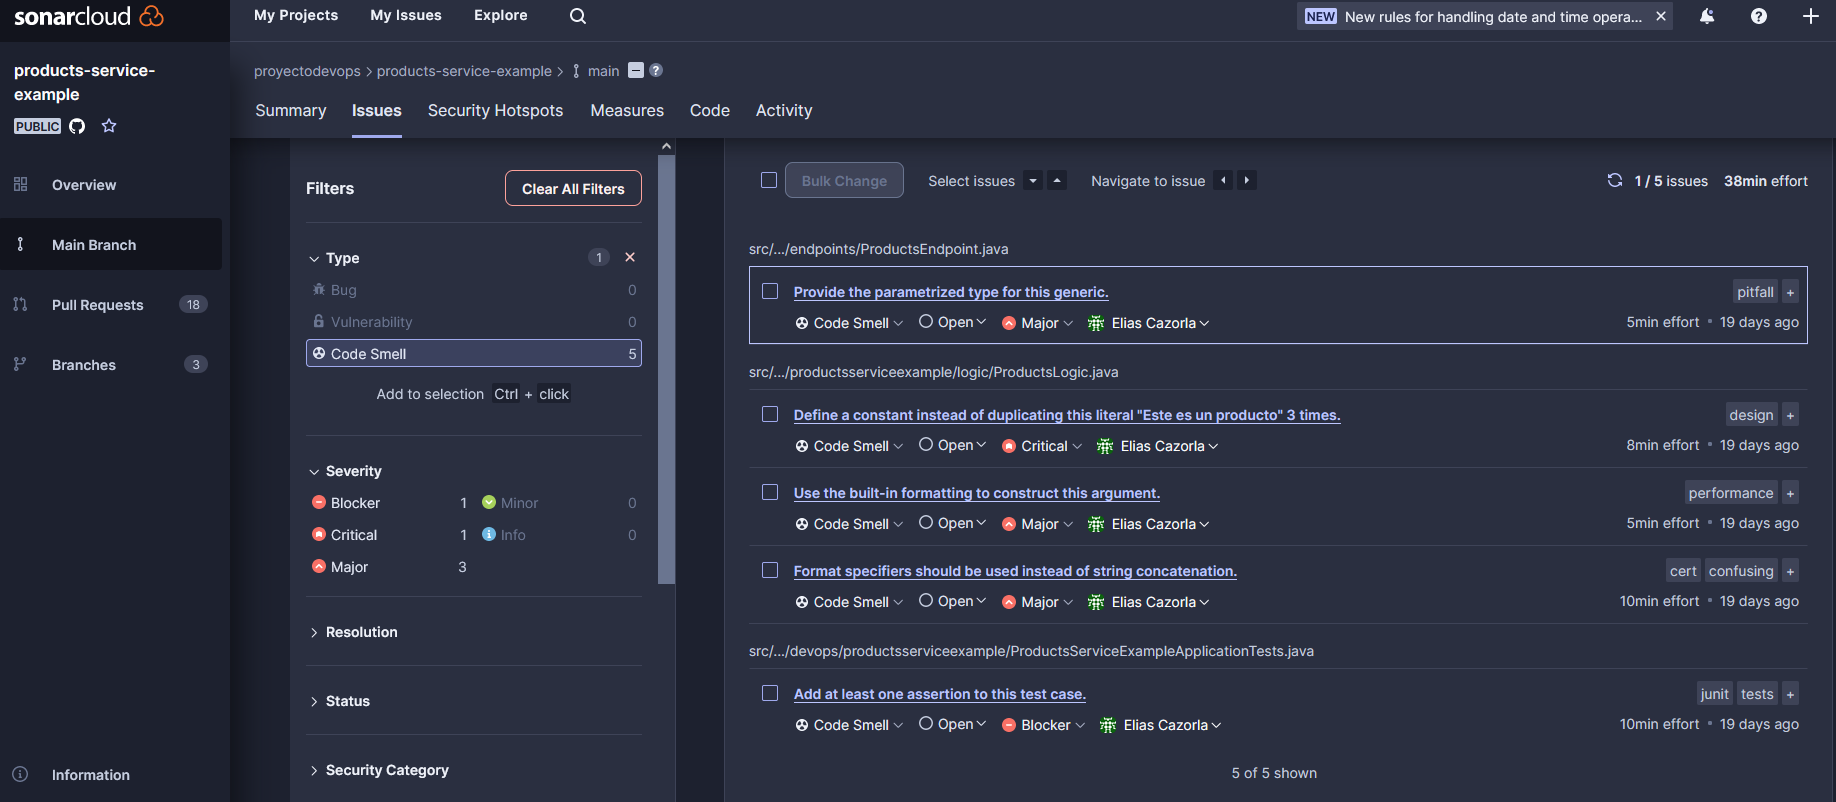 sonarcloud
My Projects My Issues Explore
NEW New rules for handling date and time opera...
products-service-
example
PUBLIC
Overview
Main Branch
Pull Requests 18
Branches 3
Information
proyectodevops > products-service-example > main
Summary Issues Security Hotspots Measures Code Activity
Filters Clear All Filters
Type 1
Bug 0
Vulnerability 0
Code Smell 5
Add to selection Ctrl + click
Severity
Blocker 1 Minor 0
Critical 1 Info 0
Major 3
Resolution
Status
Security Category
Bulk Change Select issues Navigate to issue 1 / 5 issues 38min effort
src/.../endpoints/ProductsEndpoint.java
Provide the parametrized type for this generic. pitfall +
Code Smell Open Major Elias Cazorla 5min effort • 19 days ago
src/.../productsserviceexample/logic/ProductsLogic.java
Define a constant instead of duplicating this literal "Este es un producto" 3 times. design +
Code Smell Open Critical Elias Cazorla 8min effort • 19 days ago
Use the built-in formatting to construct this argument. performance +
Code Smell Open Major Elias Cazorla 5min effort • 19 days ago
Format specifiers should be used instead of string concatenation. cert confusing +
Code Smell Open Major Elias Cazorla 10min effort • 19 days ago
src/.../devops/productsserviceexample/ProductsServiceExampleApplicationTests.java
Add at least one assertion to this test case. junit tests +
Code Smell Open Blocker Elias Cazorla 10min effort • 19 days ago
5 of 5 shown